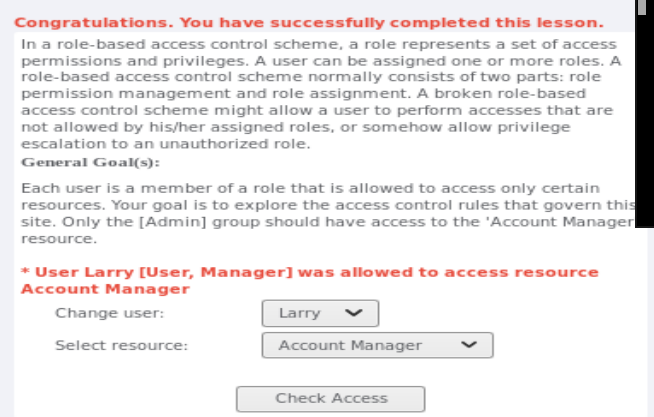 Congratulations. You have successfully completed this lesson.
In a role-based access control scheme, a role represents a set of access
permissions and privileges. A user can be assigned one or more roles. A
role-based access control scheme normally consists of two parts: role
permission management and role assignment. A broken role-based
access control scheme might allow a user to perform accesses that are
not allowed by his/her assigned roles, or somehow allow privilege
escalation to an unauthorized role.
General Goal(s):
Each user is a member of a role that is allowed to access only certain
resources. Your goal is to explore the access control rules that govern this
site. Only the [Admin] group should have access to the 'Account Manager
resource.
* User Larry [User, Manager] was allowed to access resource
Account Manager
Change user: Larry
Select resource: Account Manager
Check Access